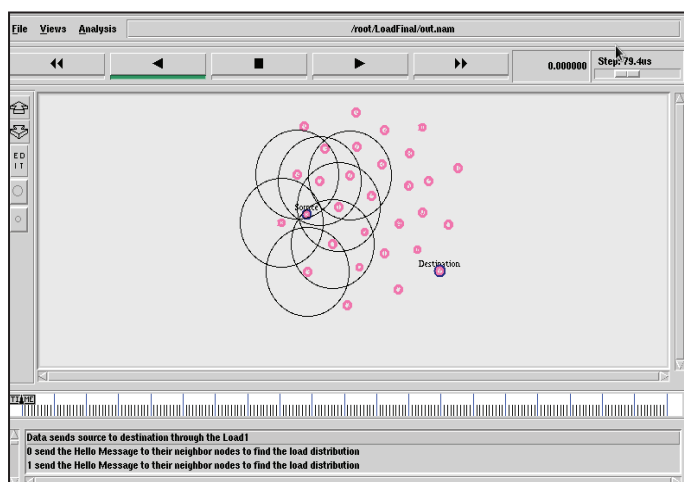 File Views Analysis /root/LoadFinal/out.nam
0.000000 Step: 79.4us
ED
IT
Source
Destination
TIME
Data sends source to destination through the Load1
0 send the Hello Message to their neighbor nodes to find the load distribution
1 send the Hello Message to their neighbor nodes to find the load distribution